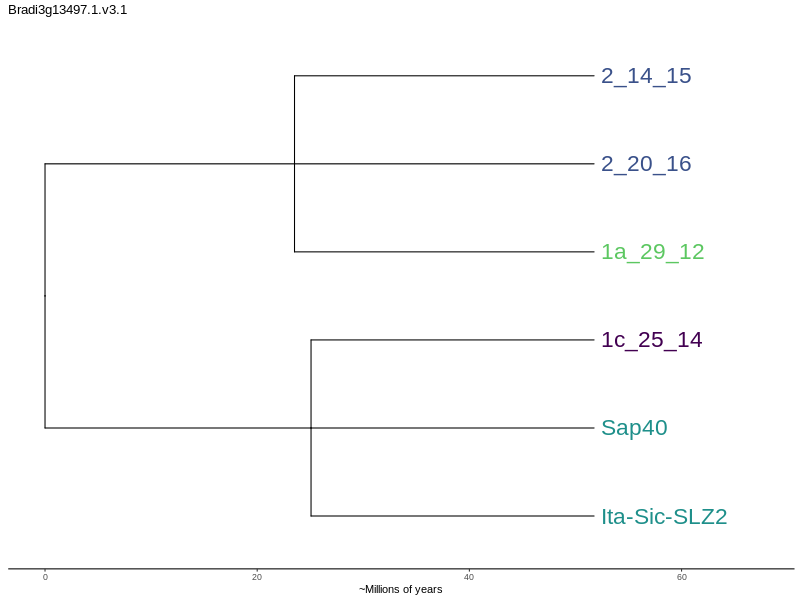 Bradi3g13497.1.v3.1
2_14_15
2_20_16
1a_29_12
1c_25_14
Sap40
Ita-Sic-SLZ2
0 20 40 60
~Millions of years